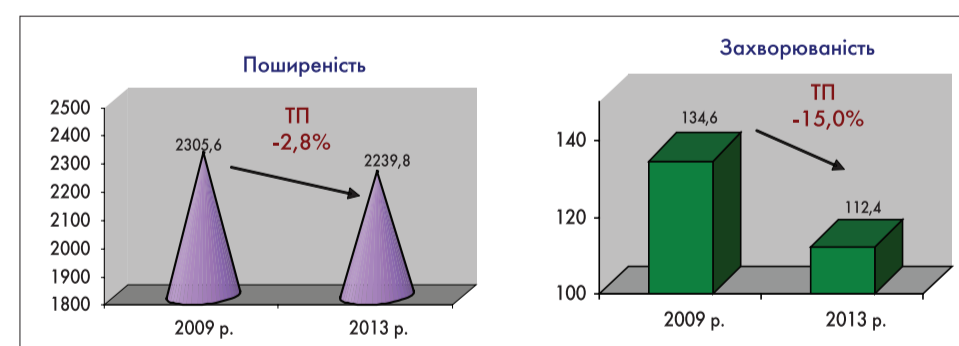 Поширеність
ТП
-2,8%
2500
2400
2300
2200
2100
2000
1900
1800
2305,6
2239,8
2009 р.
2013 р.
Захворюваність
ТП
-15,0%
140
120
100
134,6
112,4
2009 р.
2013 р.